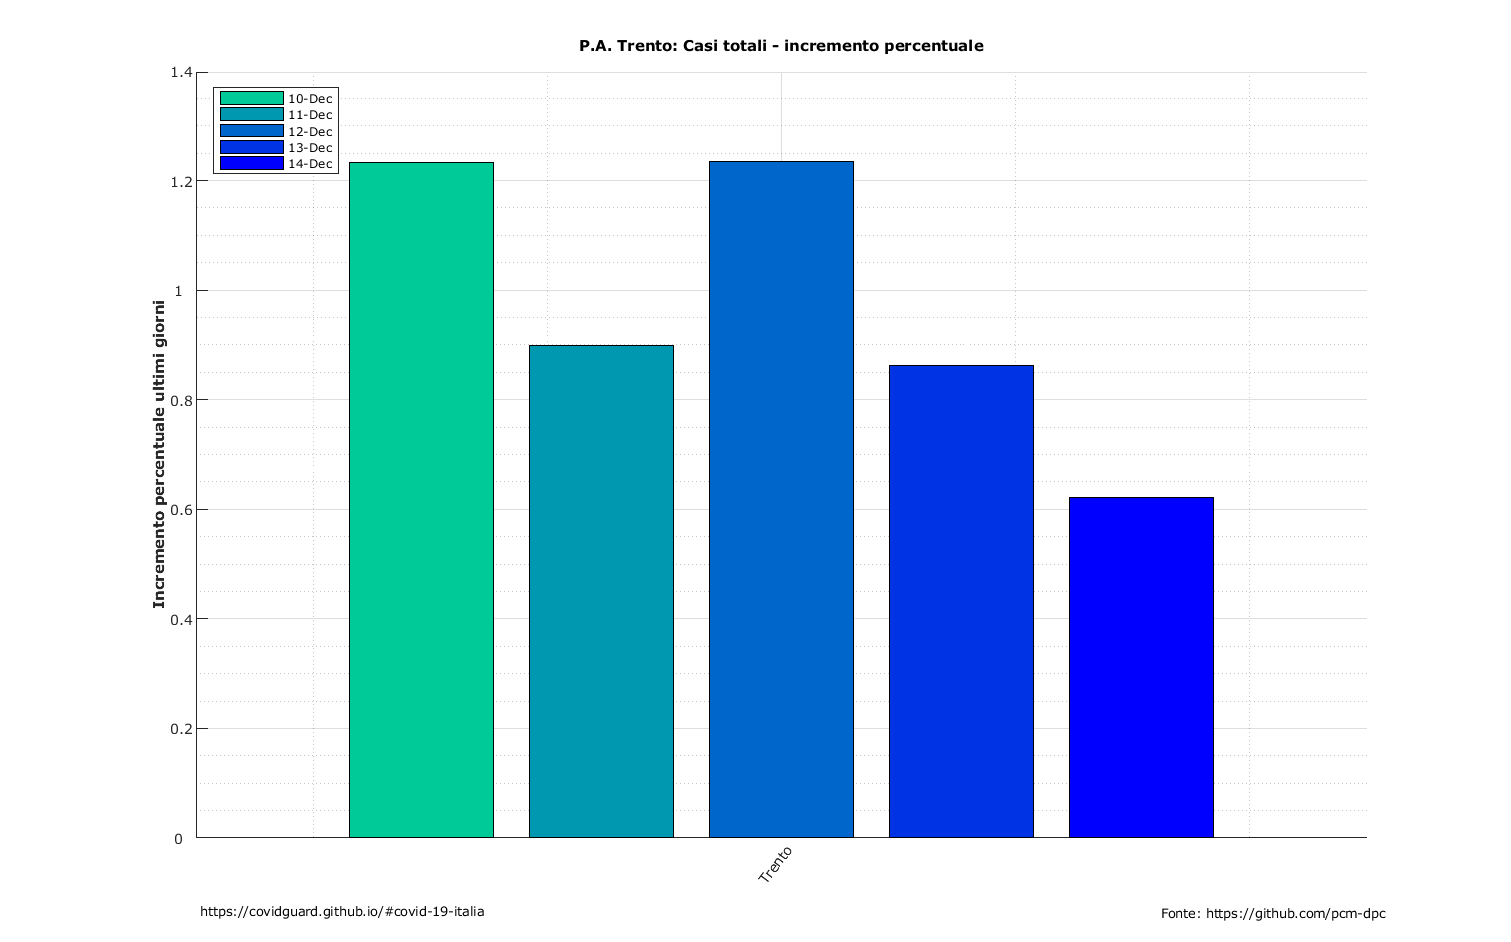 P.A. Trento: Casi totali - incremento percentuale
1.4
1.2
1
0.8
0.6
0.4
0.2
0
Incremento percentuale ultimi giorni
10-Dec
11-Dec
12-Dec
13-Dec
14-Dec
Trento
https://covidguard.github.io/#covid-19-italia
Fonte: https://github.com/pcm-dpc